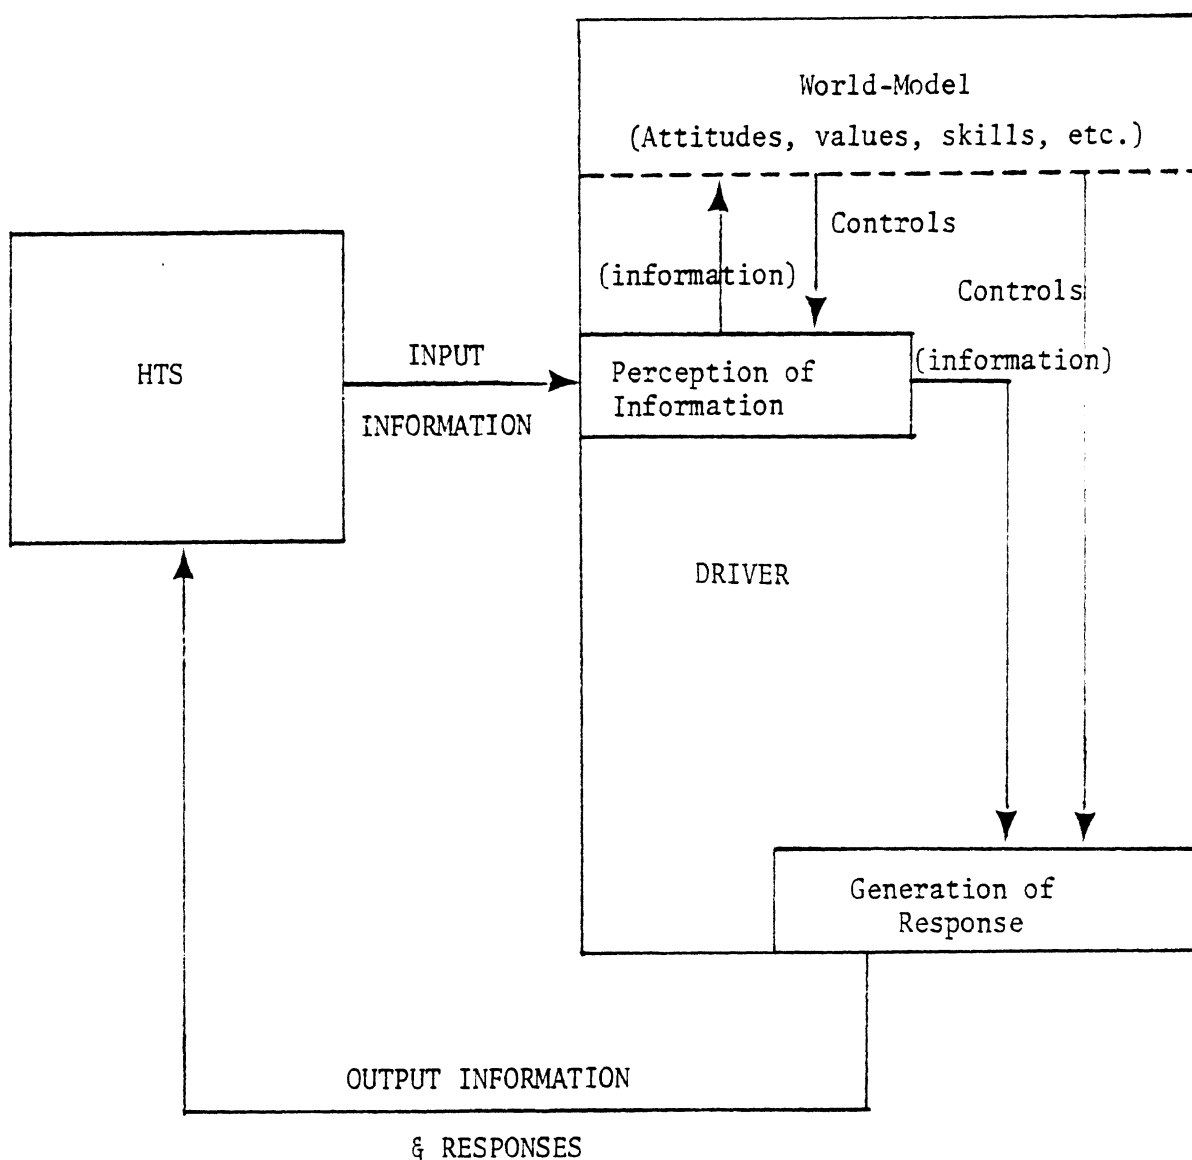 World-Model
(Attitudes, values, skills, etc.)
Controls
(information)
Controls
HTS
INPUT
INFORMATION
Perception of
Information
(information)
DRIVER
Generation of
Response
OUTPUT INFORMATION
& RESPONSES